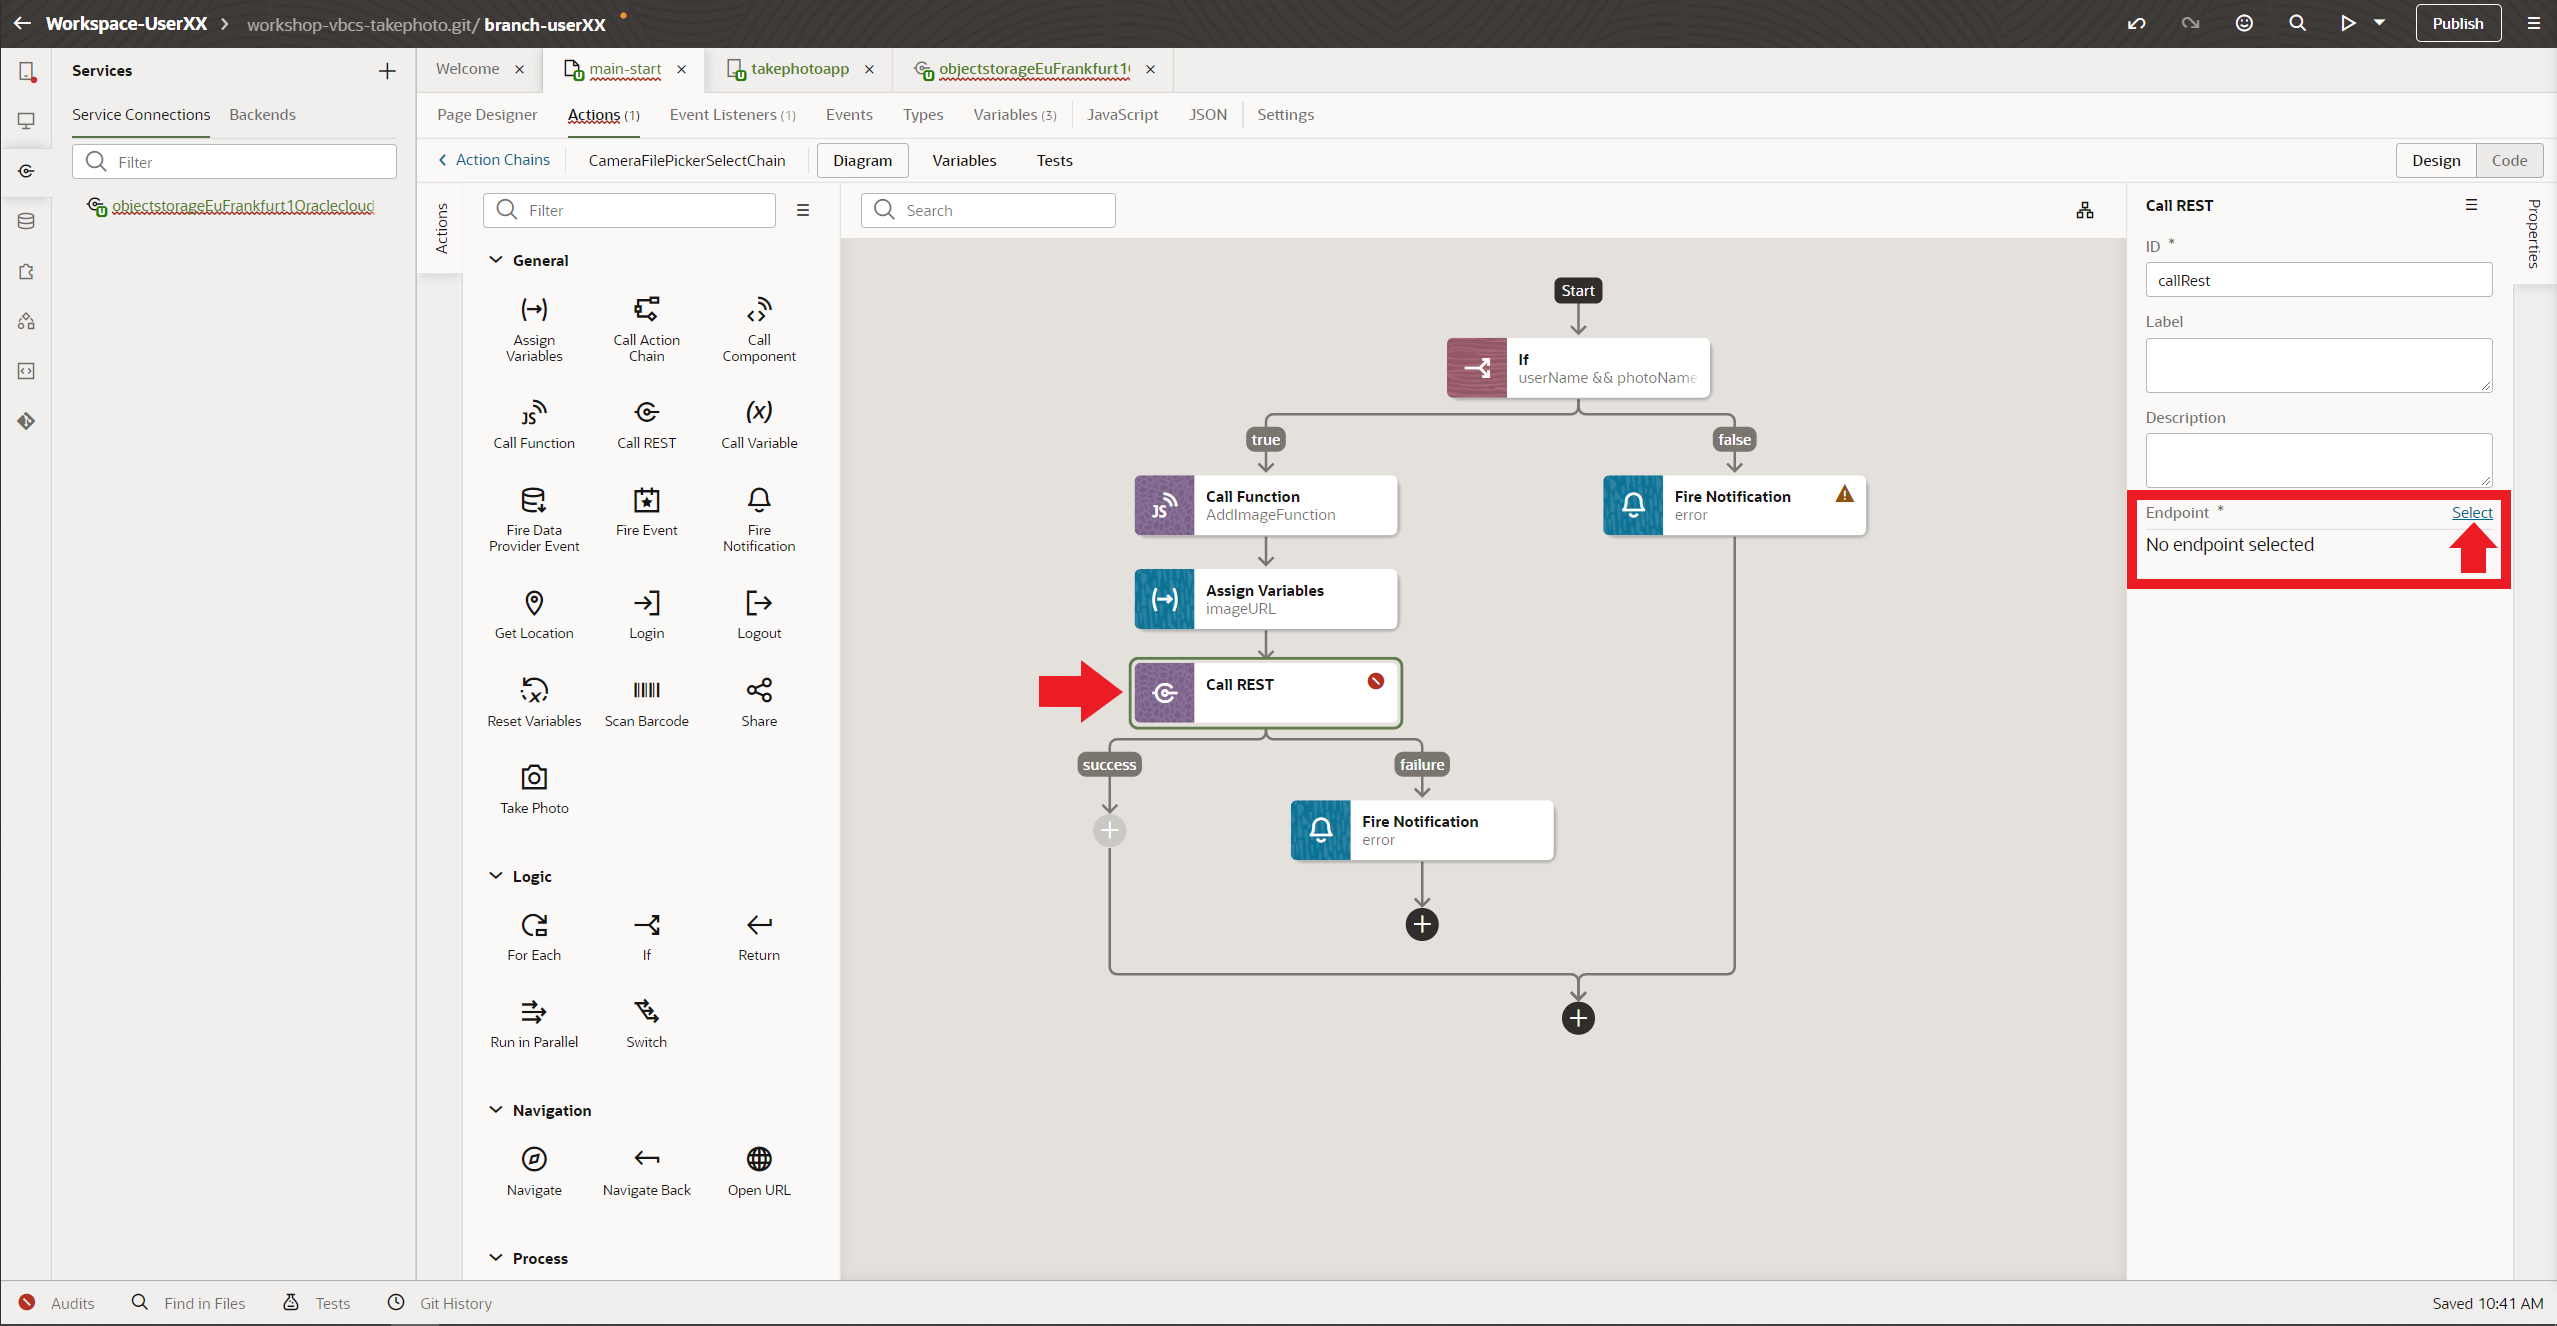 Workspace-UserXX > workshop-vbcs-takephoto.git/ branch-userXX
Publish
Services
Service Connections Backends
Filter
objectstorageEuFrankfurt1Oraclecloud
Welcome main-start takephotoapp objectstorageEuFrankfurt1
Page Designer Actions (1) Event Listeners (1) Events Types Variables (3) JavaScript JSON Settings
Action Chains CameraFilePickerSelectChain Diagram Variables Tests
Design Code
Actions
Filter
General
Assign Variables
Call Action Chain
Call Component
Call Function
Call REST
Call Variable
Fire Data Provider Event
Fire Event
Fire Notification
Get Location
Login
Logout
Reset Variables
Scan Barcode
Share
Take Photo
Logic
For Each
If
Return
Run in Parallel
Switch
Navigation
Navigate
Navigate Back
Open URL
Process
Search
Start
If
userName && photoName
true
false
Call Function
AddImageFunction
Fire Notification
error
Assign Variables
imageURL
Call REST
success
failure
Fire Notification
error
Call REST
Properties
ID *
callRest
Label
Description
Endpoint * Select
No endpoint selected
Audits Find in Files Tests Git History
Saved 10:41 AM